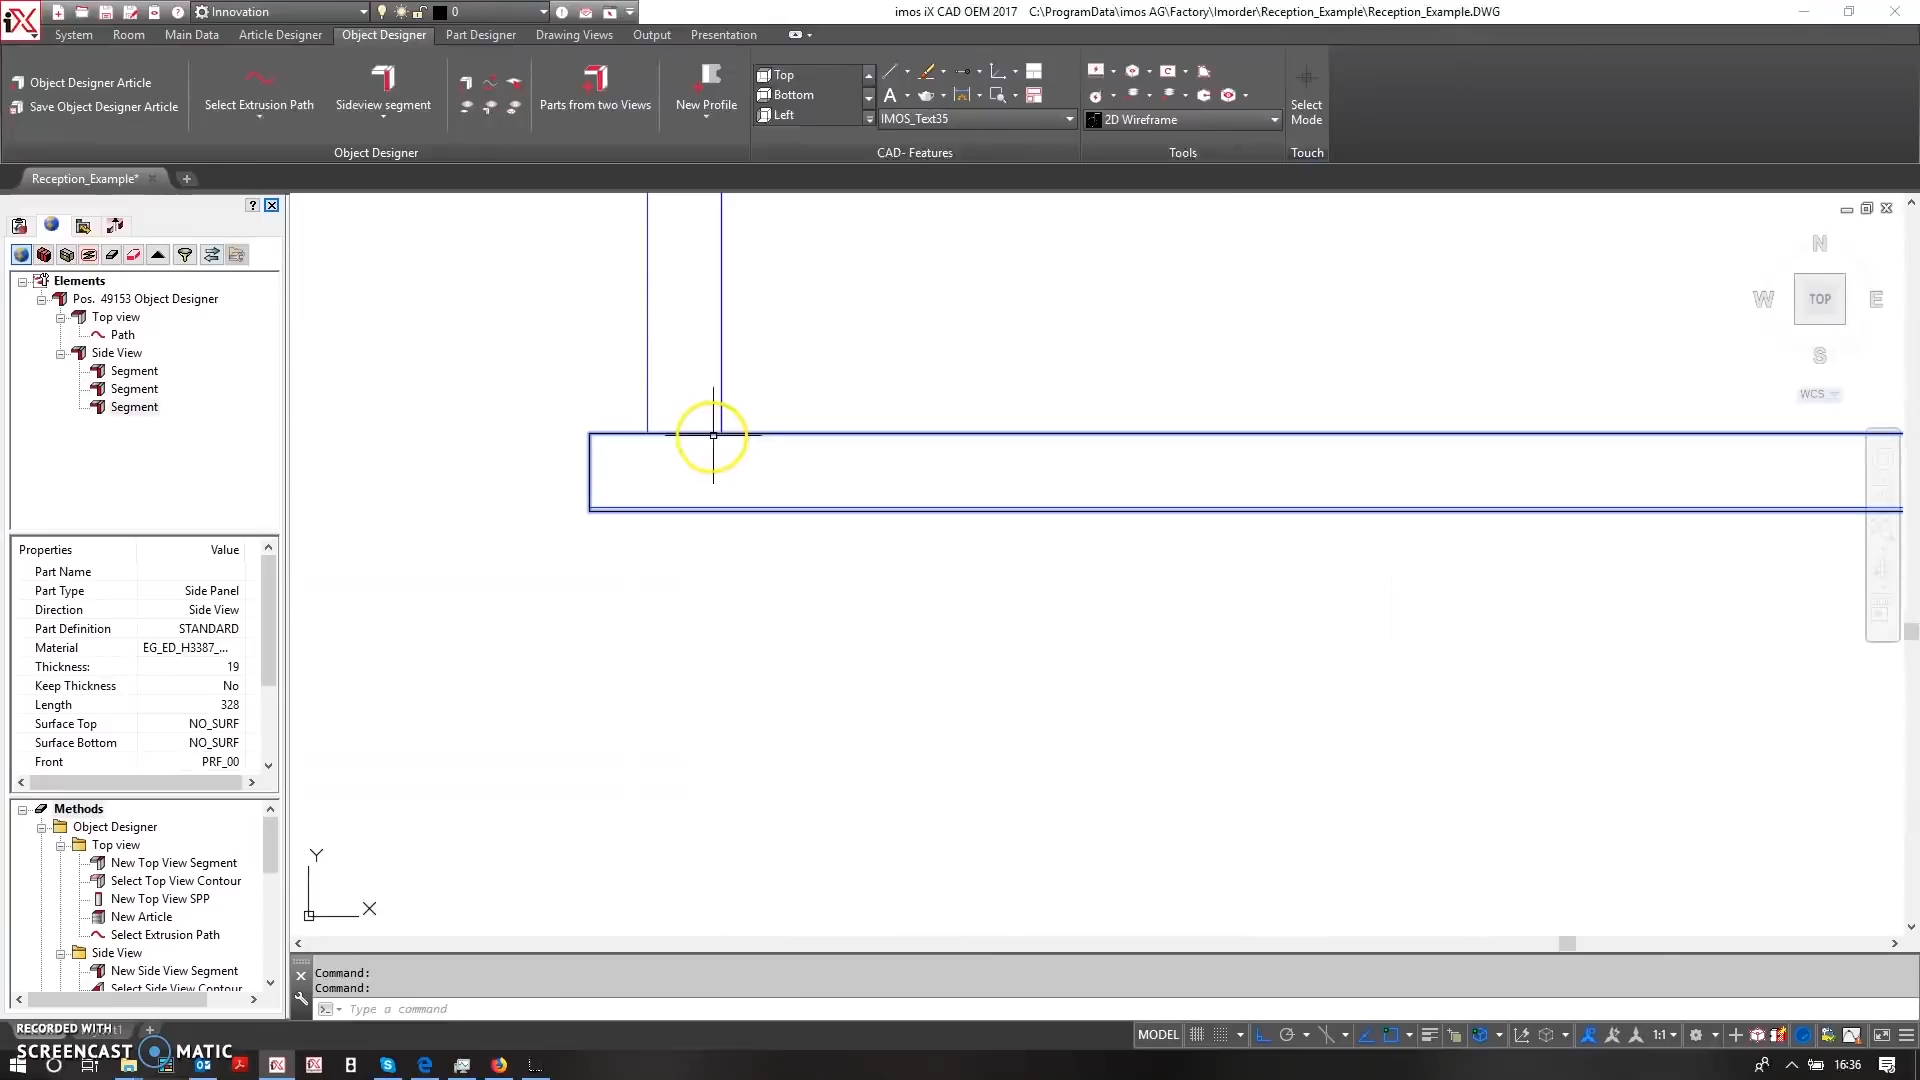 iX
Innovation
0
imos iX CAD OEM 2017 C:\ProgramData\imos AG\Factory\Imorder\Reception_Example\Reception_Example.DWG
System Room Main Data Article Designer Object Designer Part Designer Drawing Views Output Presentation
Object Designer Article
Save Object Designer Article
Select Extrusion Path
Sideview segment
Parts from two Views
New Profile
Top
Bottom
Left
IMOS_Text35
2D Wireframe
Select
Mode
Object Designer
CAD- Features
Tools
Touch
Reception_Example*
Elements
Pos. 49153 Object Designer
Top view
Path
Side View
Segment
Segment
Segment
Properties Value
Part Name
Part Type Side Panel
Direction Side View
Part Definition STANDARD
Material EG_ED_H3387_...
Thickness: 19
Keep Thickness No
Length 328
Surface Top NO_SURF
Surface Bottom NO_SURF
Front PRF_00
Methods
Object Designer
Top view
New Top View Segment
Select Top View Contour
New Top View SPP
New Article
Select Extrusion Path
Side View
New Side View Segment
Select Side View Contour
N
W TOP E
S
WCS
Y
X
Command:
Command:
Type a command
MODEL
1:1
RECORDED WITH
SCREENCAST MATIC
16:36